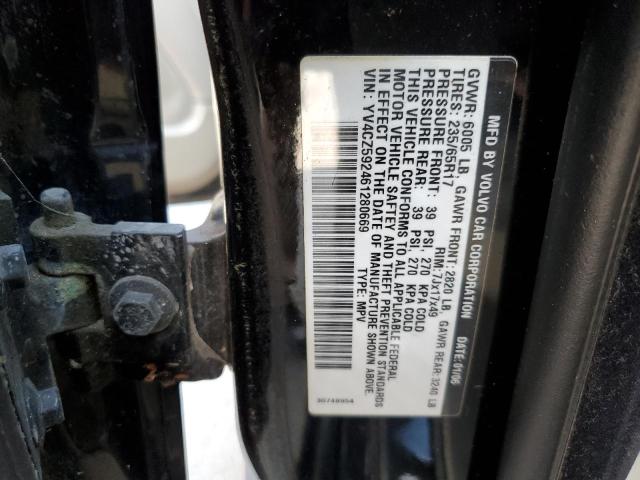 MFD BY VOLVO CAR CORPORATION DATE: 01/06
GVWR: 6005 LB, GAWR FRONT: 2820 LB, GAWR REAR: 3240 LB
TIRES: 235/65R17 RIM: 7Jx17x49
PRESSURE FRONT: 39 PSI, 270 KPA COLD
PRESSURE REAR: 39 PSI, 270 KPA COLD
THIS VEHICLE CONFORMS TO ALL APPLICABLE FEDERAL
MOTOR VEHICLE SAFTEY AND THEFT PREVENTION STANDARDS
IN EFFECT ON THE DATE OF MANUFACTURE SHOWN ABOVE.
VIN: YV4CZ592461280669 TYPE: MPV
30748954